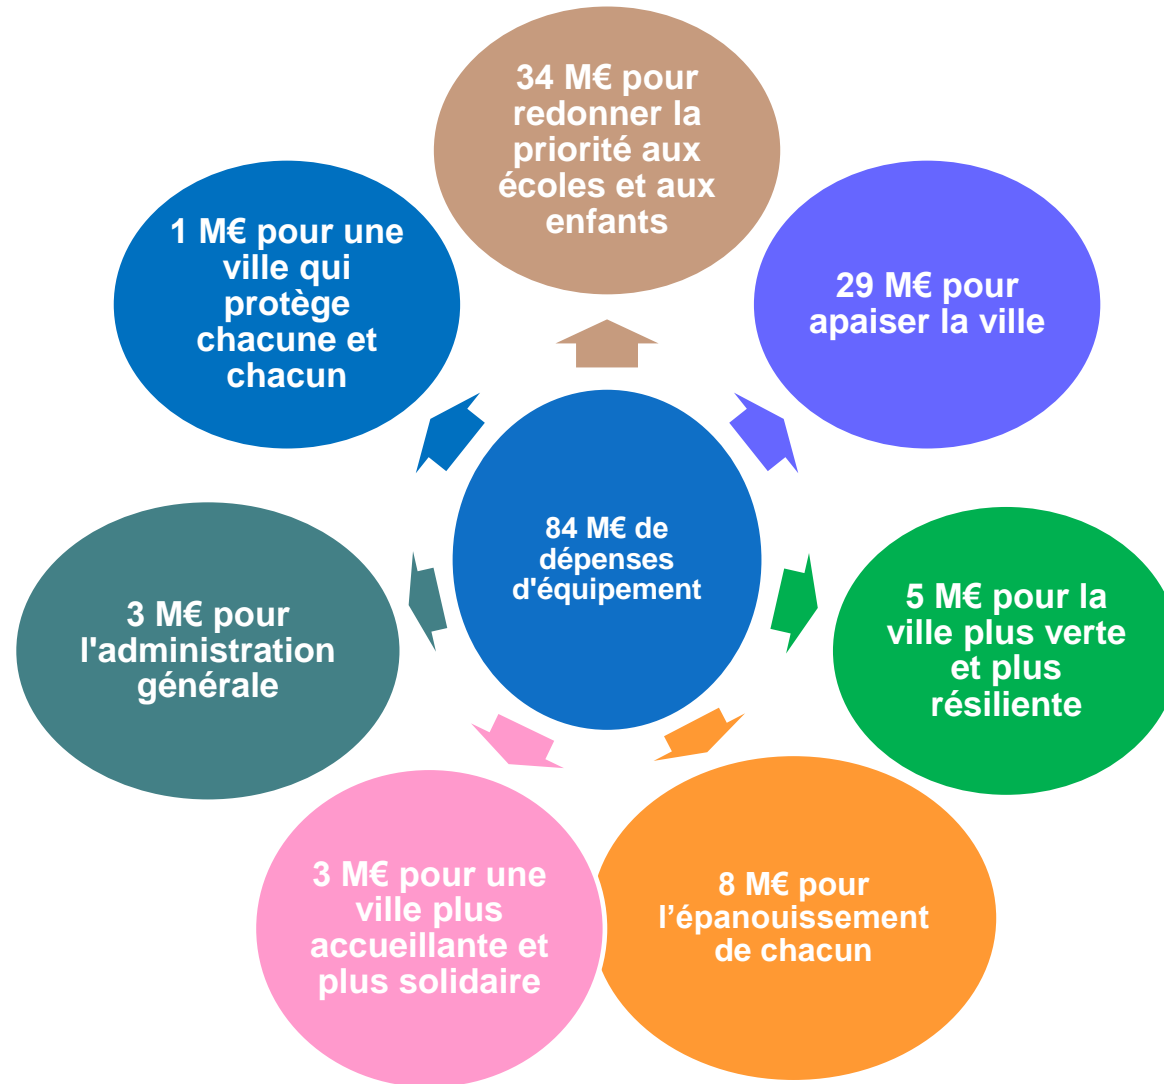 34 M€ pour
redonner la
priorité aux
écoles et aux
enfants
29 M€ pour
apaiser la ville
5 M€ pour la
ville plus verte
et plus
résiliente
8 M€ pour
l’épanouissement
de chacun
3 M€ pour une
ville plus
accueillante et
plus solidaire
3 M€ pour
l'administration
générale
1 M€ pour une
ville qui
protège
chacune et
chacun
84 M€ de
dépenses
d'équipement